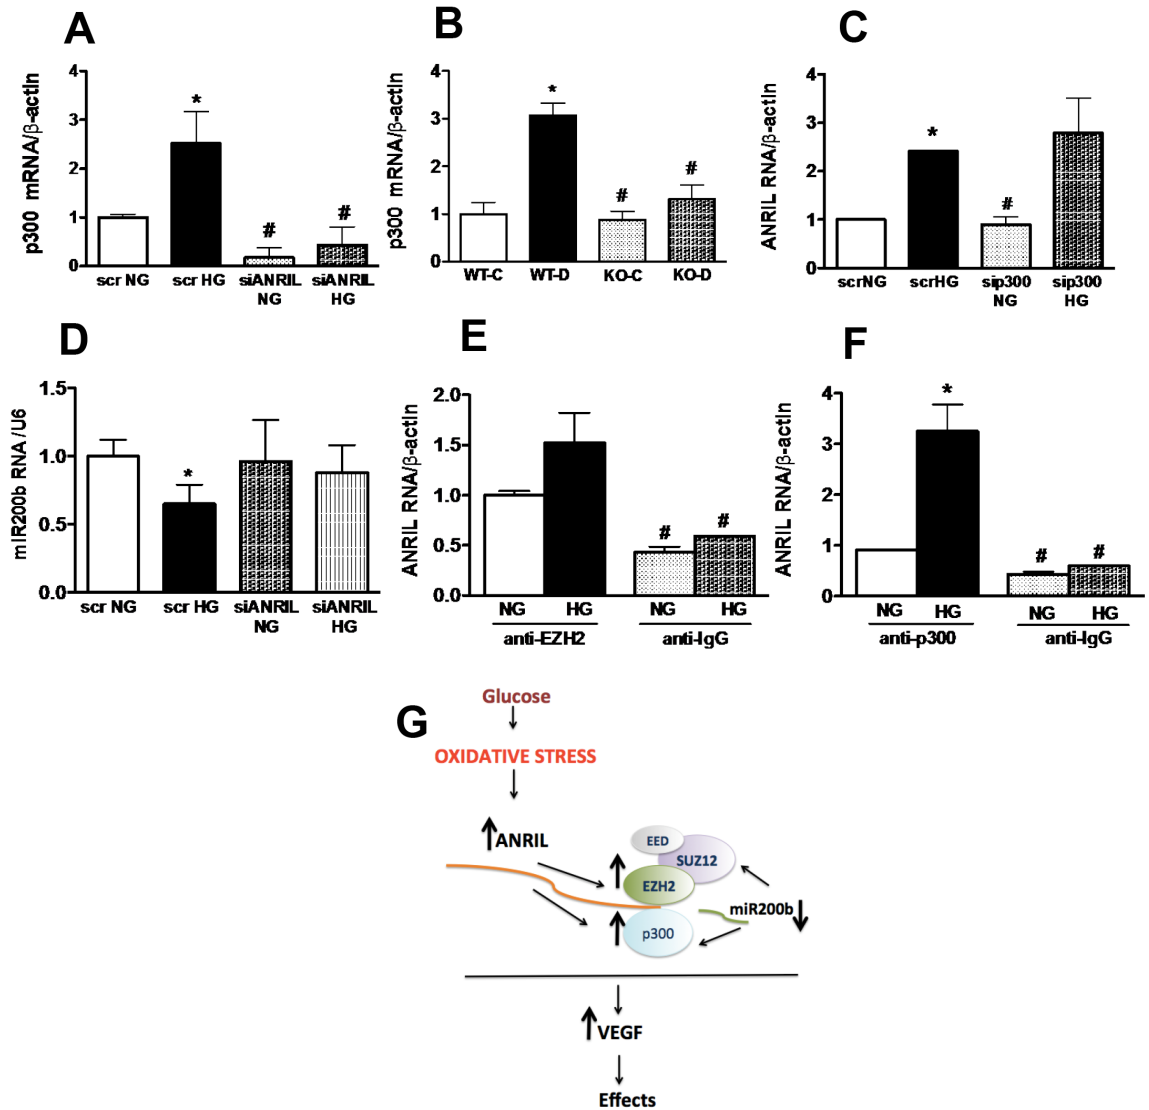 A
p300 mRNA/β-actin
4
3
2
1
0
*
#
#
scr NG
scr HG
siANRIL
NG
siANRIL
HG
B
p300 mRNA/β-actin
4
3
2
1
0
*
#
#
WT-C
WT-D
KO-C
KO-D
C
ANRIL RNA/β-actin
4
3
2
1
0
*
#
scrNG
scrHG
sip300
NG
sip300
HG
D
miR200b RNA /U6
1.5
1.0
0.5
0.0
*
scr NG
scr HG
siANRIL
NG
siANRIL
HG
E
ANRIL RNA/β-actin
2.0
1.5
1.0
0.5
0.0
#
#
NG
HG
NG
HG
anti-EZH2
anti-IgG
F
ANRIL RNA/β-actin
4
3
2
1
0
*
#
#
NG
HG
NG
HG
anti-p300
anti-IgG
G
Glucose
OXIDATIVE STRESS
ANRIL
EED
SUZ12
EZH2
miR200b
p300
VEGF
Effects